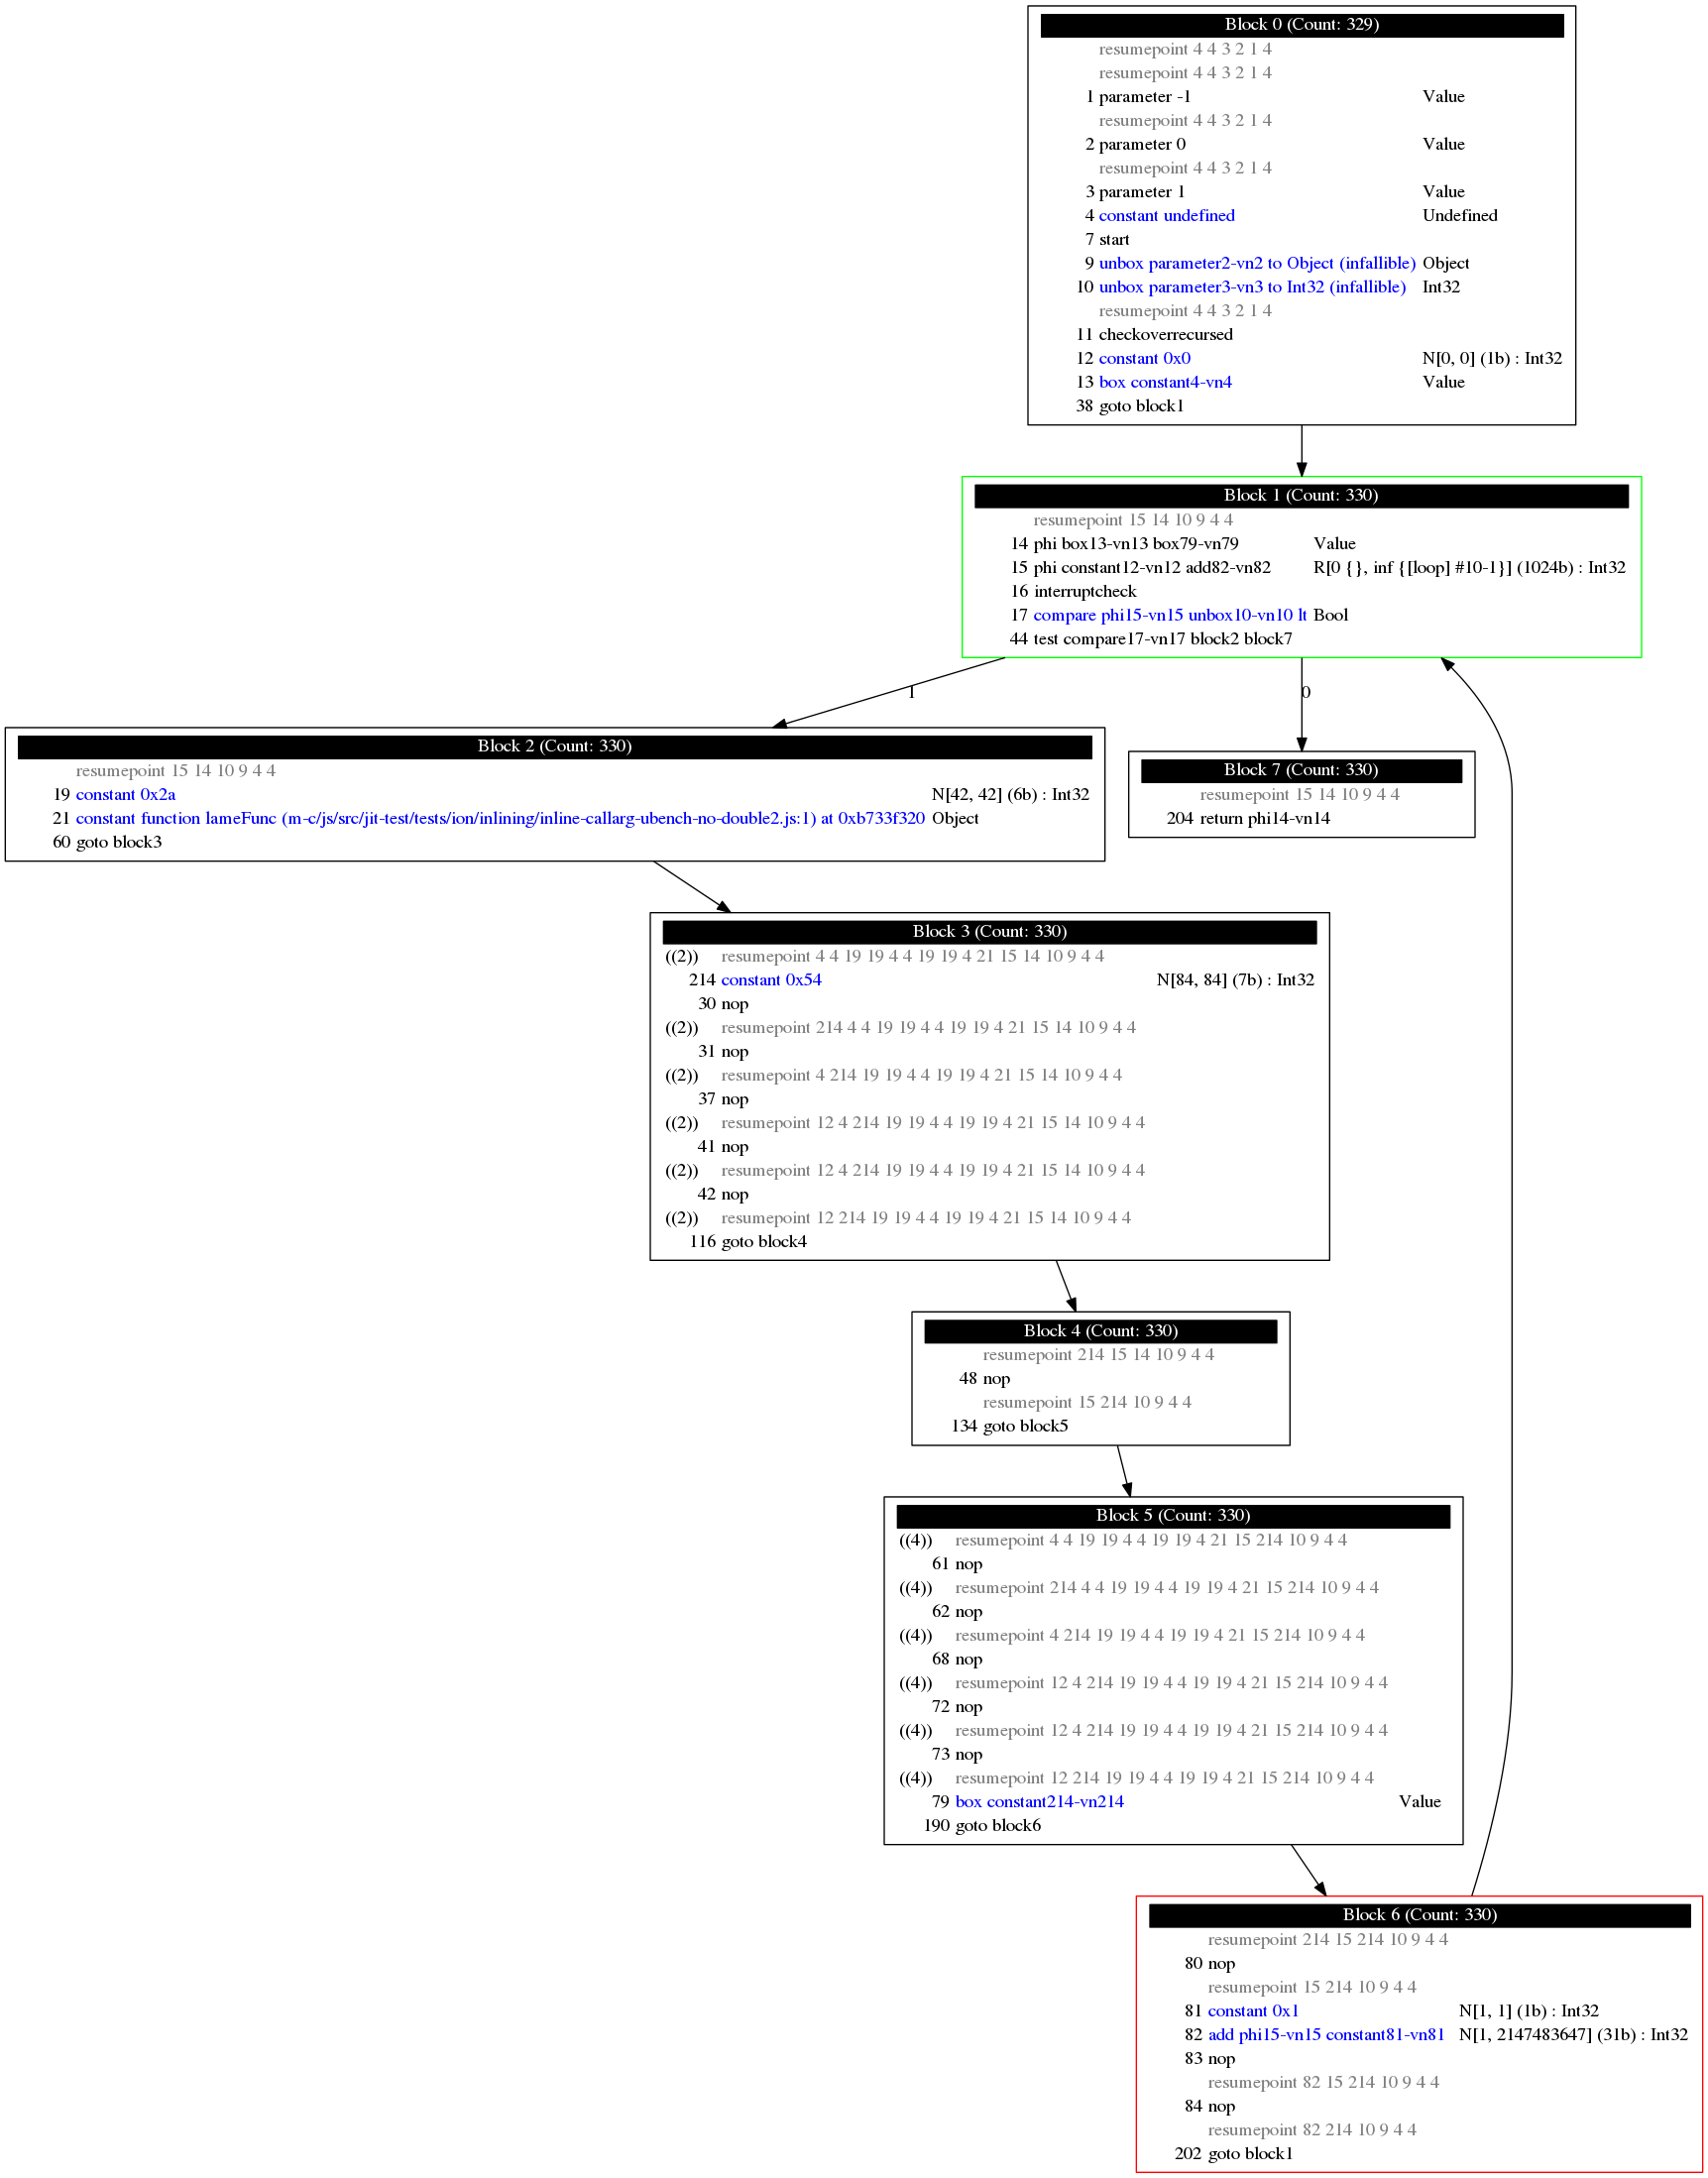 Block 0 (Count: 329)
resumepoint 4 4 3 2 1 4
resumepoint 4 4 3 2 1 4
1 parameter -1 Value
resumepoint 4 4 3 2 1 4
2 parameter 0 Value
resumepoint 4 4 3 2 1 4
3 parameter 1 Value
4 constant undefined Undefined
7 start
9 unbox parameter2-vn2 to Object (infallible) Object
10 unbox parameter3-vn3 to Int32 (infallible) Int32
resumepoint 4 4 3 2 1 4
11 checkoverrecursed
12 constant 0x0 N[0, 0] (1b) : Int32
13 box constant4-vn4 Value
38 goto block1
Block 1 (Count: 330)
resumepoint 15 14 10 9 4 4
14 phi box13-vn13 box79-vn79 Value
15 phi constant12-vn12 add82-vn82 R[0 {}, inf {[loop] #10-1}] (1024b) : Int32
16 interruptcheck
17 compare phi15-vn15 unbox10-vn10 lt Bool
44 test compare17-vn17 block2 block7
1
0
Block 2 (Count: 330)
resumepoint 15 14 10 9 4 4
19 constant 0x2a N[42, 42] (6b) : Int32
21 constant function lameFunc (m-c/js/src/jit-test/tests/ion/inlining/inline-callarg-ubench-no-double2.js:1) at 0xb733f320 Object
60 goto block3
Block 7 (Count: 330)
resumepoint 15 14 10 9 4 4
204 return phi14-vn14
Block 3 (Count: 330)
((2)) resumepoint 4 4 19 19 4 4 19 19 4 21 15 14 10 9 4 4
214 constant 0x54 N[84, 84] (7b) : Int32
30 nop
((2)) resumepoint 214 4 4 19 19 4 4 19 19 4 21 15 14 10 9 4 4
31 nop
((2)) resumepoint 4 214 19 19 4 4 19 19 4 21 15 14 10 9 4 4
37 nop
((2)) resumepoint 12 4 214 19 19 4 4 19 19 4 21 15 14 10 9 4 4
41 nop
((2)) resumepoint 12 4 214 19 19 4 4 19 19 4 21 15 14 10 9 4 4
42 nop
((2)) resumepoint 12 214 19 19 4 4 19 19 4 21 15 14 10 9 4 4
116 goto block4
Block 4 (Count: 330)
resumepoint 214 15 14 10 9 4 4
48 nop
resumepoint 15 214 10 9 4 4
134 goto block5
Block 5 (Count: 330)
((4)) resumepoint 4 4 19 19 4 4 19 19 4 21 15 214 10 9 4 4
61 nop
((4)) resumepoint 214 4 4 19 19 4 4 19 19 4 21 15 214 10 9 4 4
62 nop
((4)) resumepoint 4 214 19 19 4 4 19 19 4 21 15 214 10 9 4 4
68 nop
((4)) resumepoint 12 4 214 19 19 4 4 19 19 4 21 15 214 10 9 4 4
72 nop
((4)) resumepoint 12 4 214 19 19 4 4 19 19 4 21 15 214 10 9 4 4
73 nop
((4)) resumepoint 12 214 19 19 4 4 19 19 4 21 15 214 10 9 4 4
79 box constant214-vn214 Value
190 goto block6
Block 6 (Count: 330)
resumepoint 214 15 214 10 9 4 4
80 nop
resumepoint 15 214 10 9 4 4
81 constant 0x1 N[1, 1] (1b) : Int32
82 add phi15-vn15 constant81-vn81 N[1, 2147483647] (31b) : Int32
83 nop
resumepoint 82 15 214 10 9 4 4
84 nop
resumepoint 82 214 10 9 4 4
202 goto block1